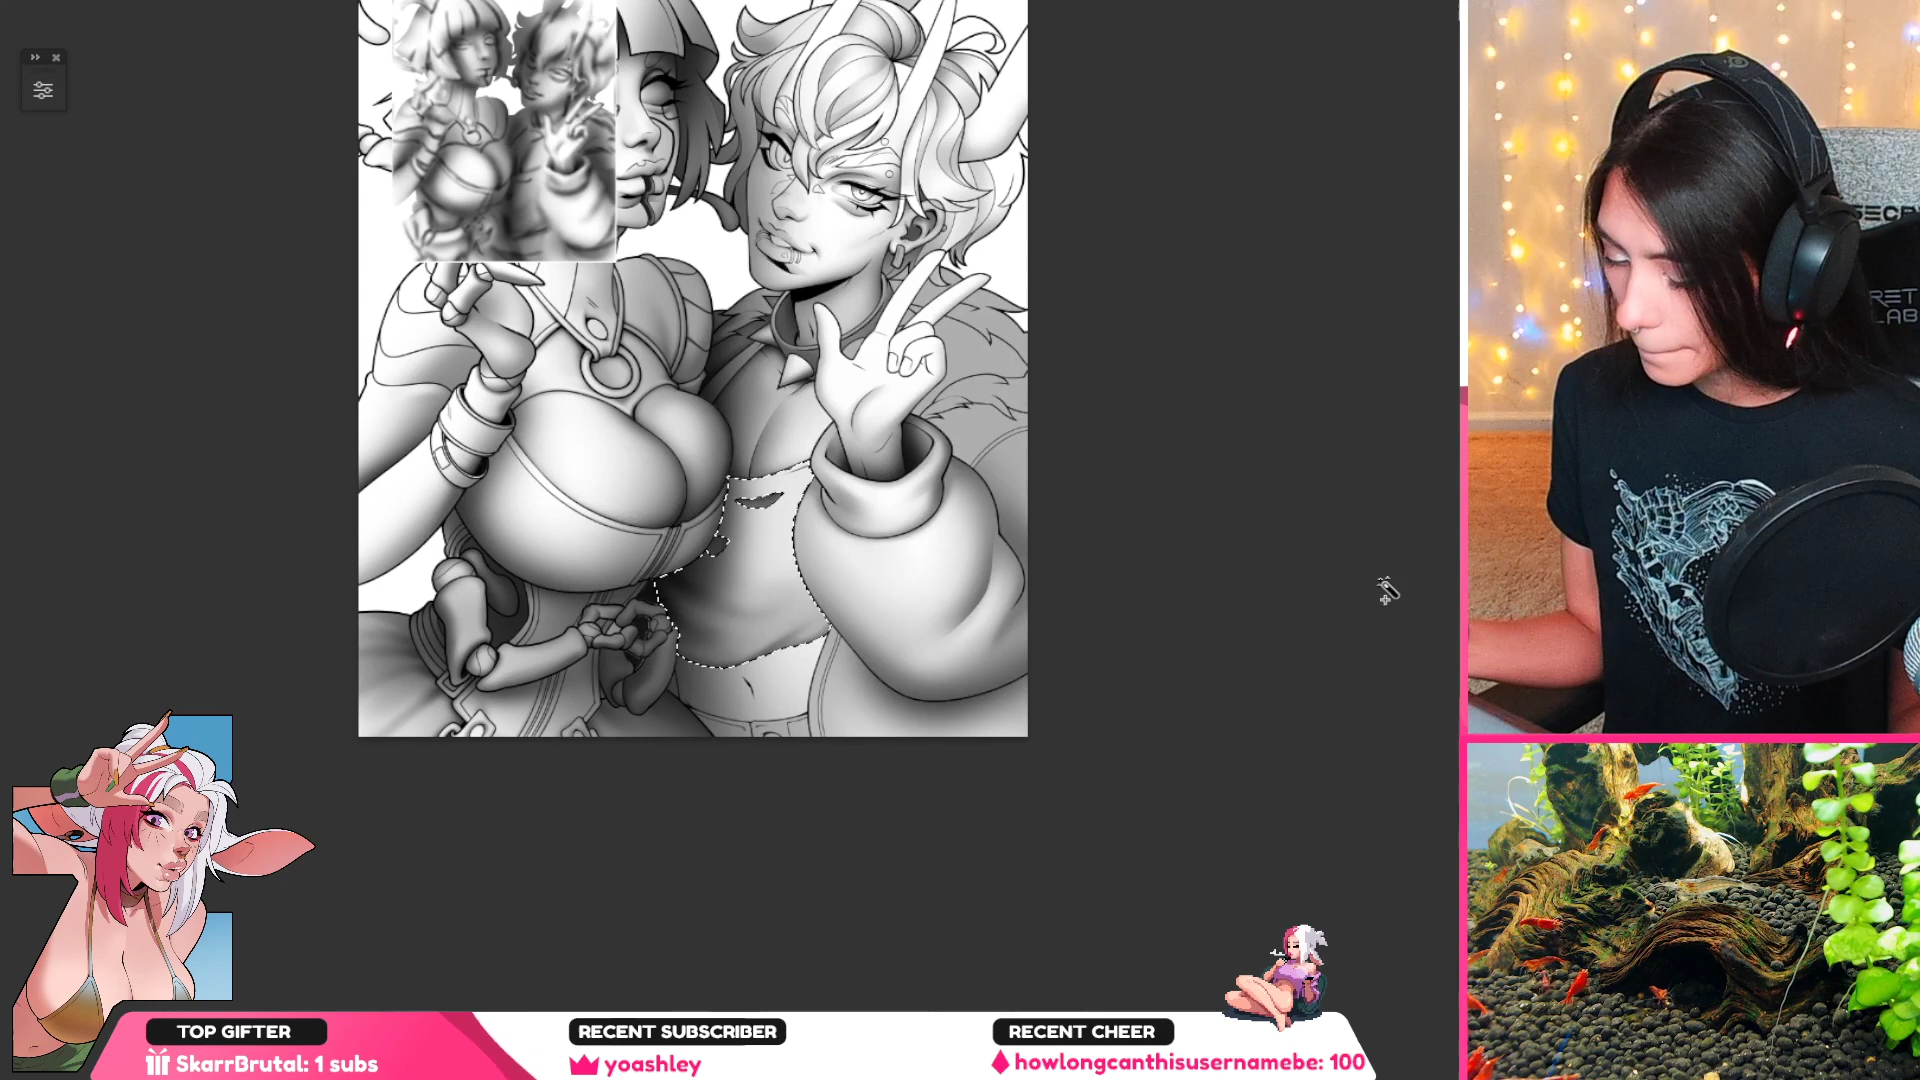 TOP GIFTER
SkarrBrutal: 1 subs
RECENT SUBSCRIBER
yoashley
RECENT CHEER
howlongcanthisusernamebe: 100